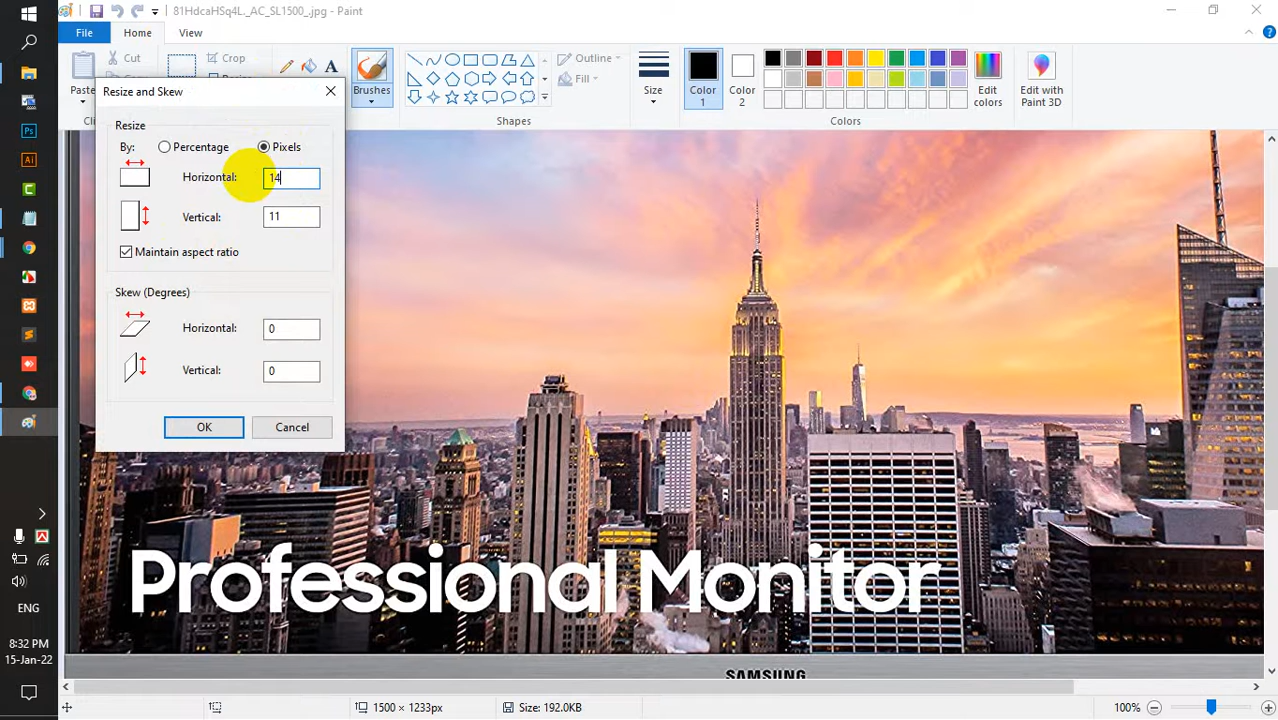 81HdcaHSq4L._AC_SL1500_.jpg - Paint
File
Home
View
Cut
Crop
Outline
Fill
Paste
Brushes
Size
Color
1
Color
2
Edit
colors
Edit with
Paint 3D
Shapes
Colors
Resize and Skew
Resize
By:
Percentage
Pixels
Horizontal:
14
Vertical:
11
Maintain aspect ratio
Skew (Degrees)
Horizontal:
0
Vertical:
0
OK
Cancel
Professional Monitor
SAMSUNG
Ps
Ai
C
ENG
8:32 PM
15-Jan-22
1500 × 1233px
Size: 192.0KB
100%